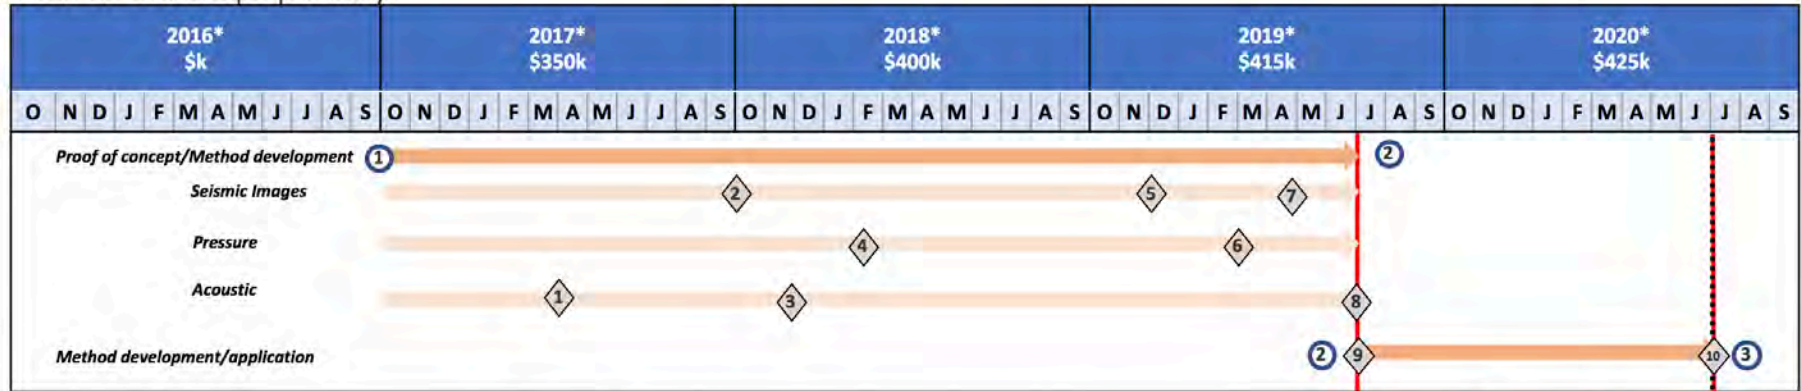 2016* 2017* 2018* 2019* 2020*
$k $350k $400k $415k $425k
O N D J F M A M J J A S O N D J F M A M J J A S O N D J F M A M J J A S O N D J F M A M J J A S O N D J F M A M J J A S
Proof of concept/Method development 1 2
Seismic Images 2 5 7
Pressure 4 6
Acoustic 1 3 8
Method development/application 2 9 10 3